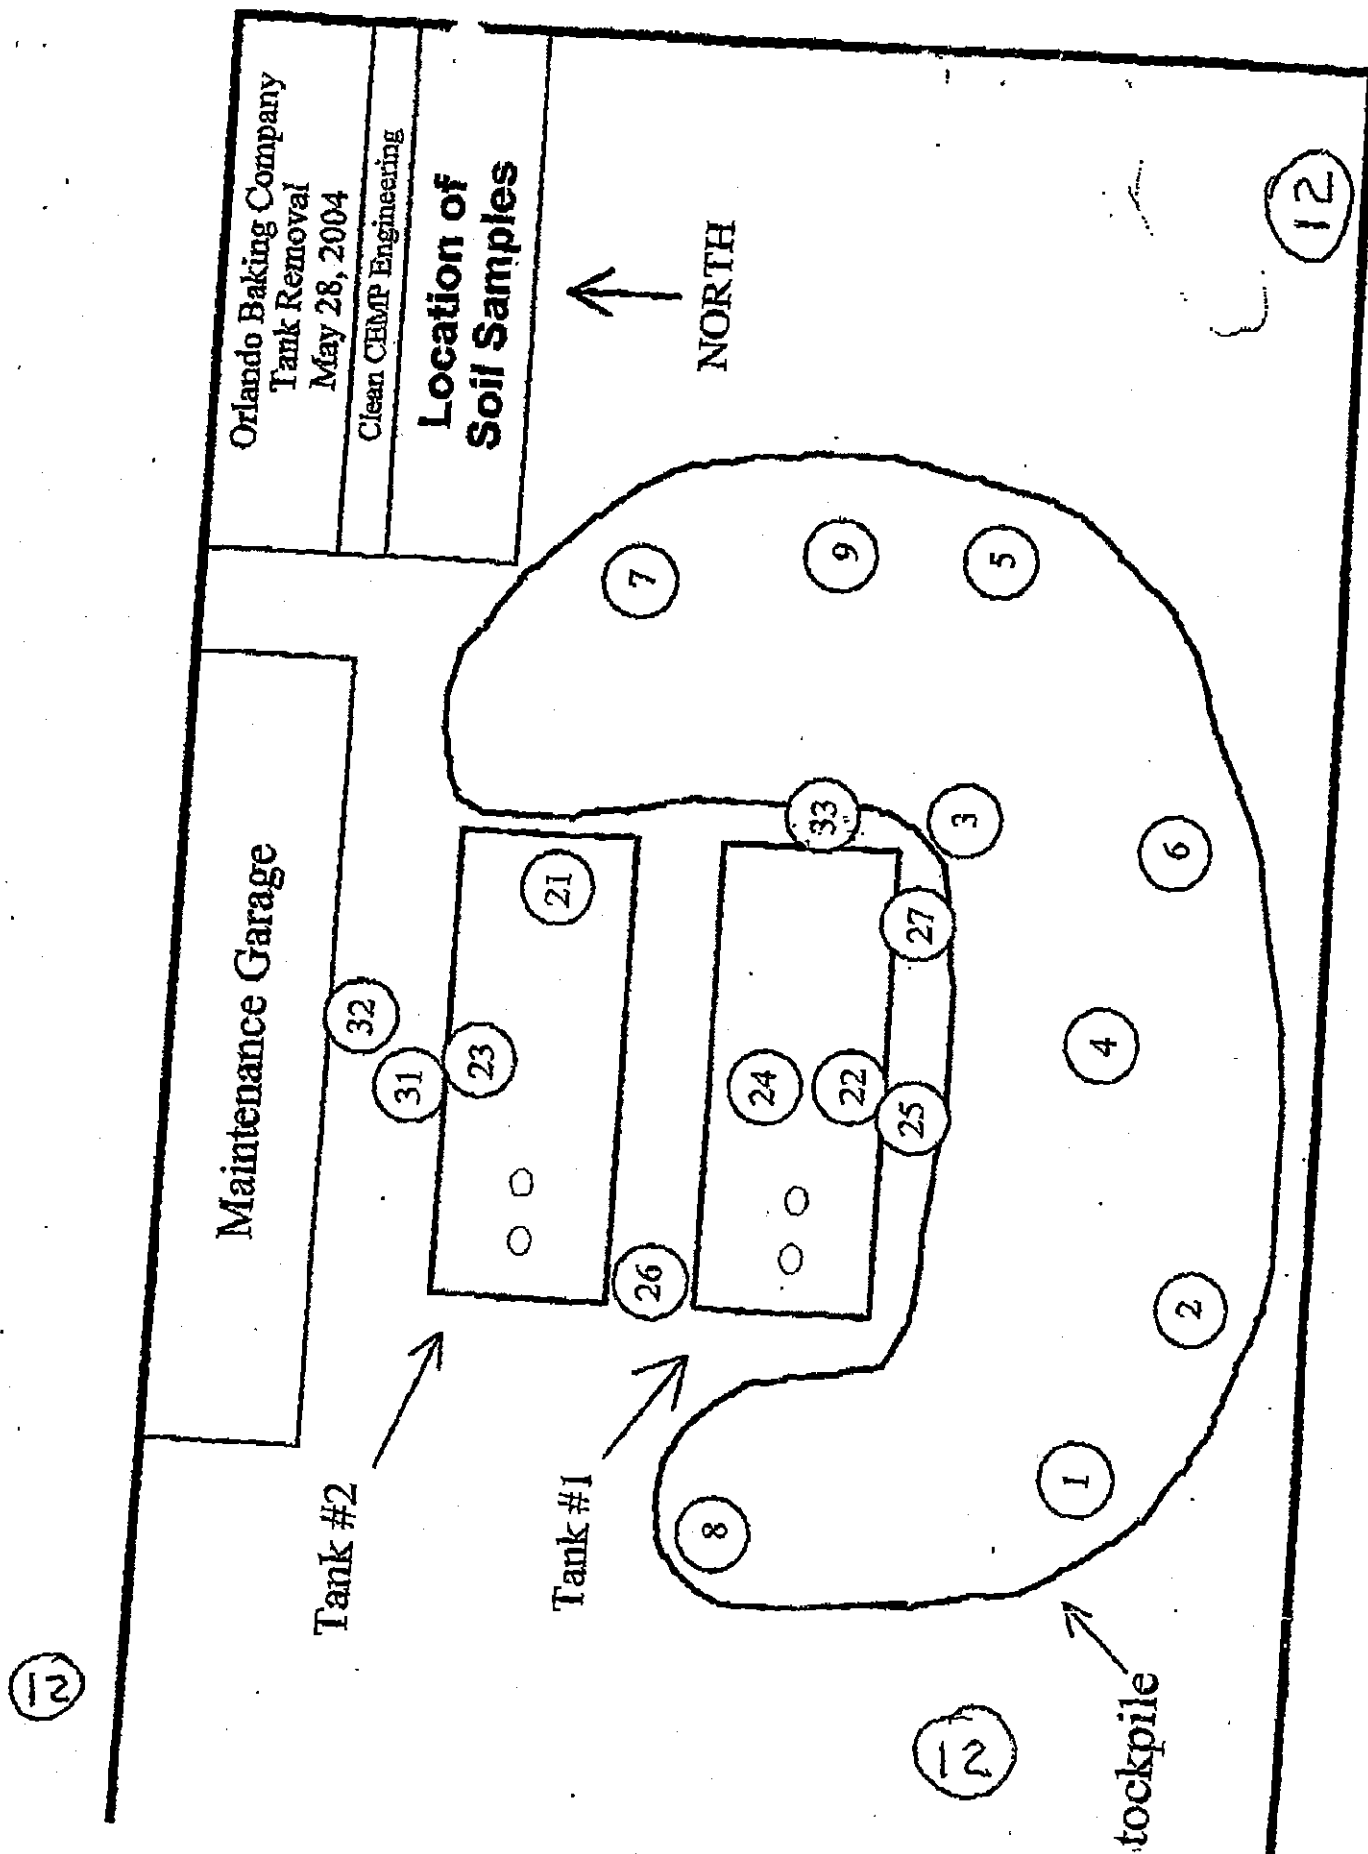 Orlando Baking Company
Tank Removal
May 28, 2004
Clean CEMP Engineering
Location of
Soil Samples
NORTH
Maintenance Garage
32
31
23
21
7
9
5
33
3
27
24
22
25
26
6
4
2
1
8
Tank #2
Tank #1
tockpile
12
12
12